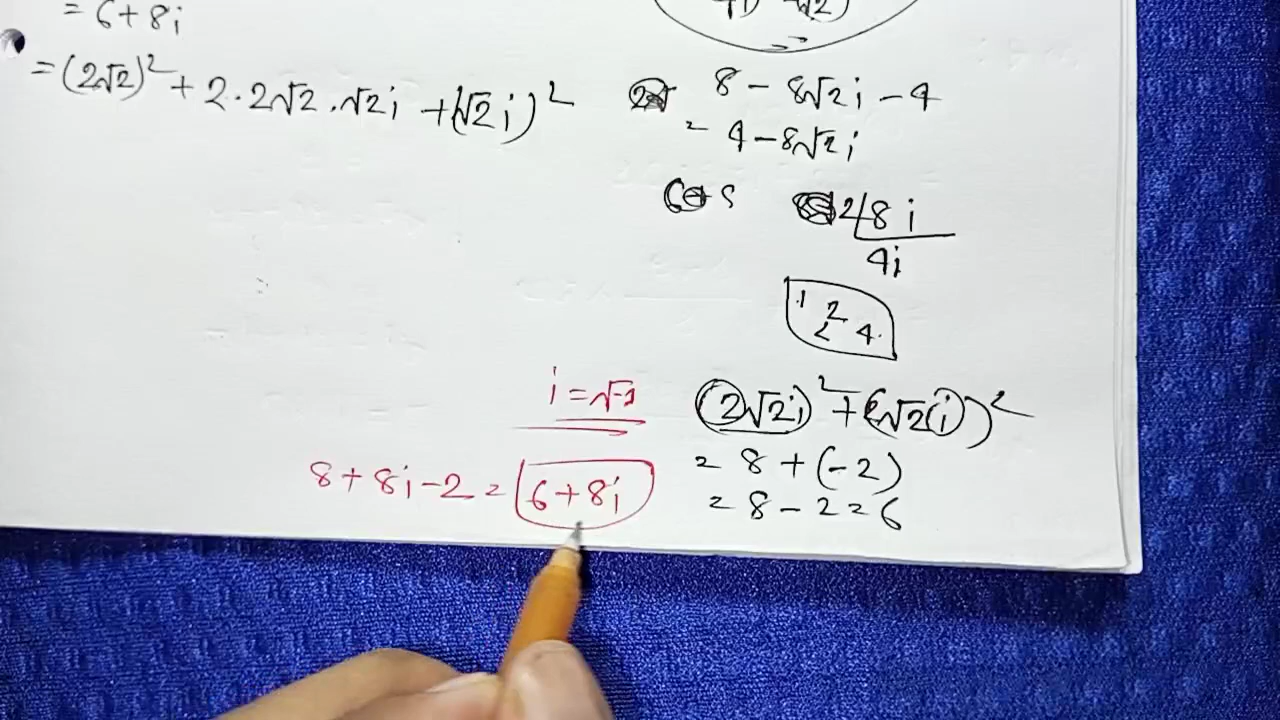 = 6+8i
= (2√2)² + 2·2√2·√2i + (√2i)²
8 - 8√2i - 4
= 4 - 8√2i
2 8i
4i
1 2
2 4
i = √-1
(2√2i)² + (√2(i))²
= 8 + (-2)
= 8 - 2 = 6
8 + 8i - 2 = 6+8i